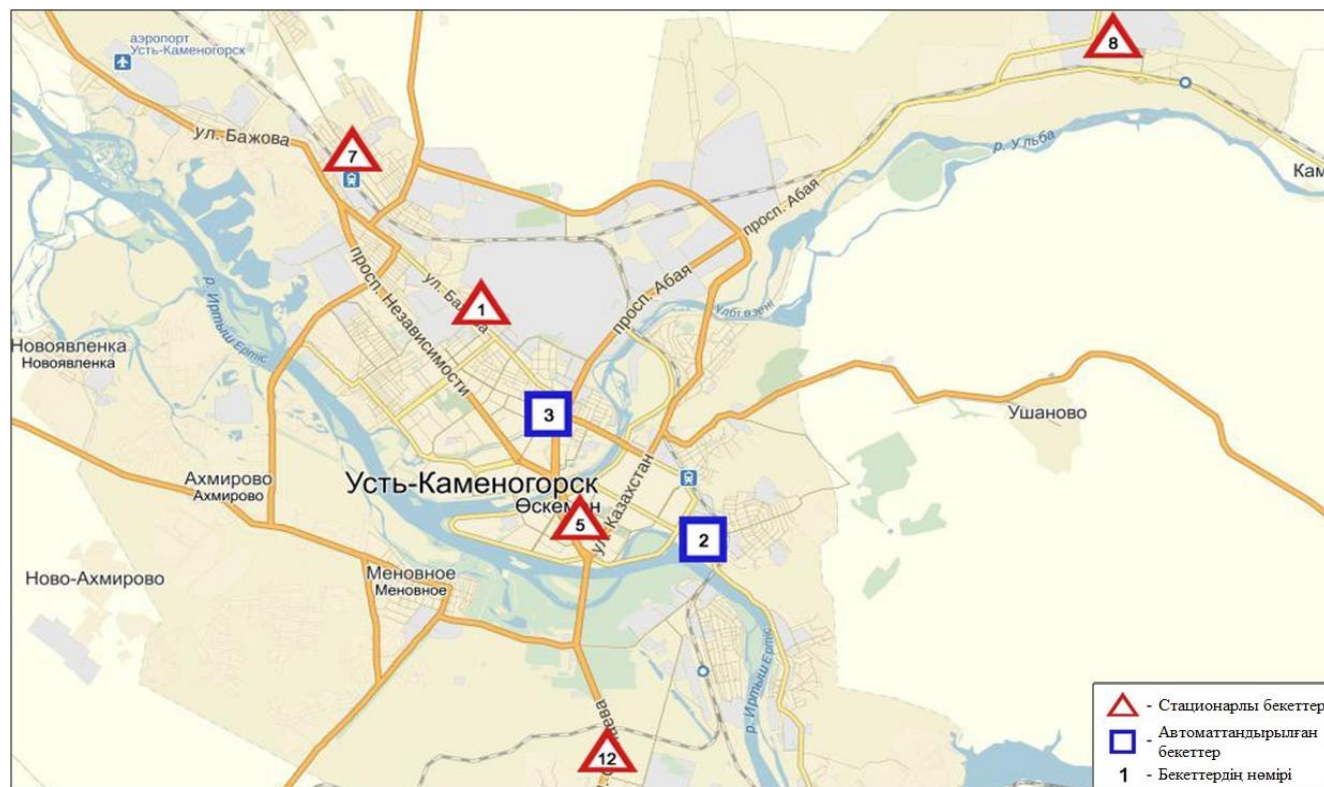 аэропорт
Усть-Каменогорск
8
ул. Бажова
7
р. Ульба
Кам
просп. Абая
просп. Независимости
ул. Ба
1
просп. Абая
р. Иртыш Ертіс
Үлбі өзені
Новоявленка
Новоявленка
3
Ушаново
Ахмирово
Ахмирово
Усть-Каменогорск
Өскемен
5
ул. Казахстан
2
Ново-Ахмирово
Меновное
Меновное
р. Иртыш Ертіс
12
- Стационарлы бекеттер
- Автоматтандырылған
бекеттер
1 - Бекеттердің нөмірі